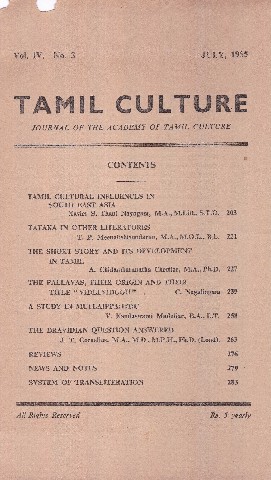 Vol. IV, No. 3 JULY, 1955
TAMIL CULTURE
JOURNAL OF THE ACADEMY OF TAMIL CULTURE
CONTENTS
TAMIL CULTURAL INFLUENCES IN
SOUTH EAST ASIA
Xavier S. Thani Nayagam, M.A., M.Litt., S.T.D. 203
TATAKA IN OTHER LITERATURES
T. P. Meenakshisundaran, M.A., M.O.L., B.L. 221
THE SHORT STORY AND ITS DEVELOPMENT
IN TAMIL
A. Chidambaranatha Chettiar, M.A., Ph.D. 227
THE PALLAVAS, THEIR ORIGIN AND THEIR
TITLE C. Nagalingam 239
A STUDY IN MULLAIPPATTU
V. Kandaswami Mudaliar, B.A., L.T. 258
THE DRAVIDIAN QUESTION ANSWERED
J. T. Cornelius, M.A., M.D., M.P.H., Ph.D. (Lond). 263
REVIEWS 276
NEWS AND NOTES 279
SYSTEM OF TRANSLITERATION 285
All Rights Reserved Rs. 5 yearly